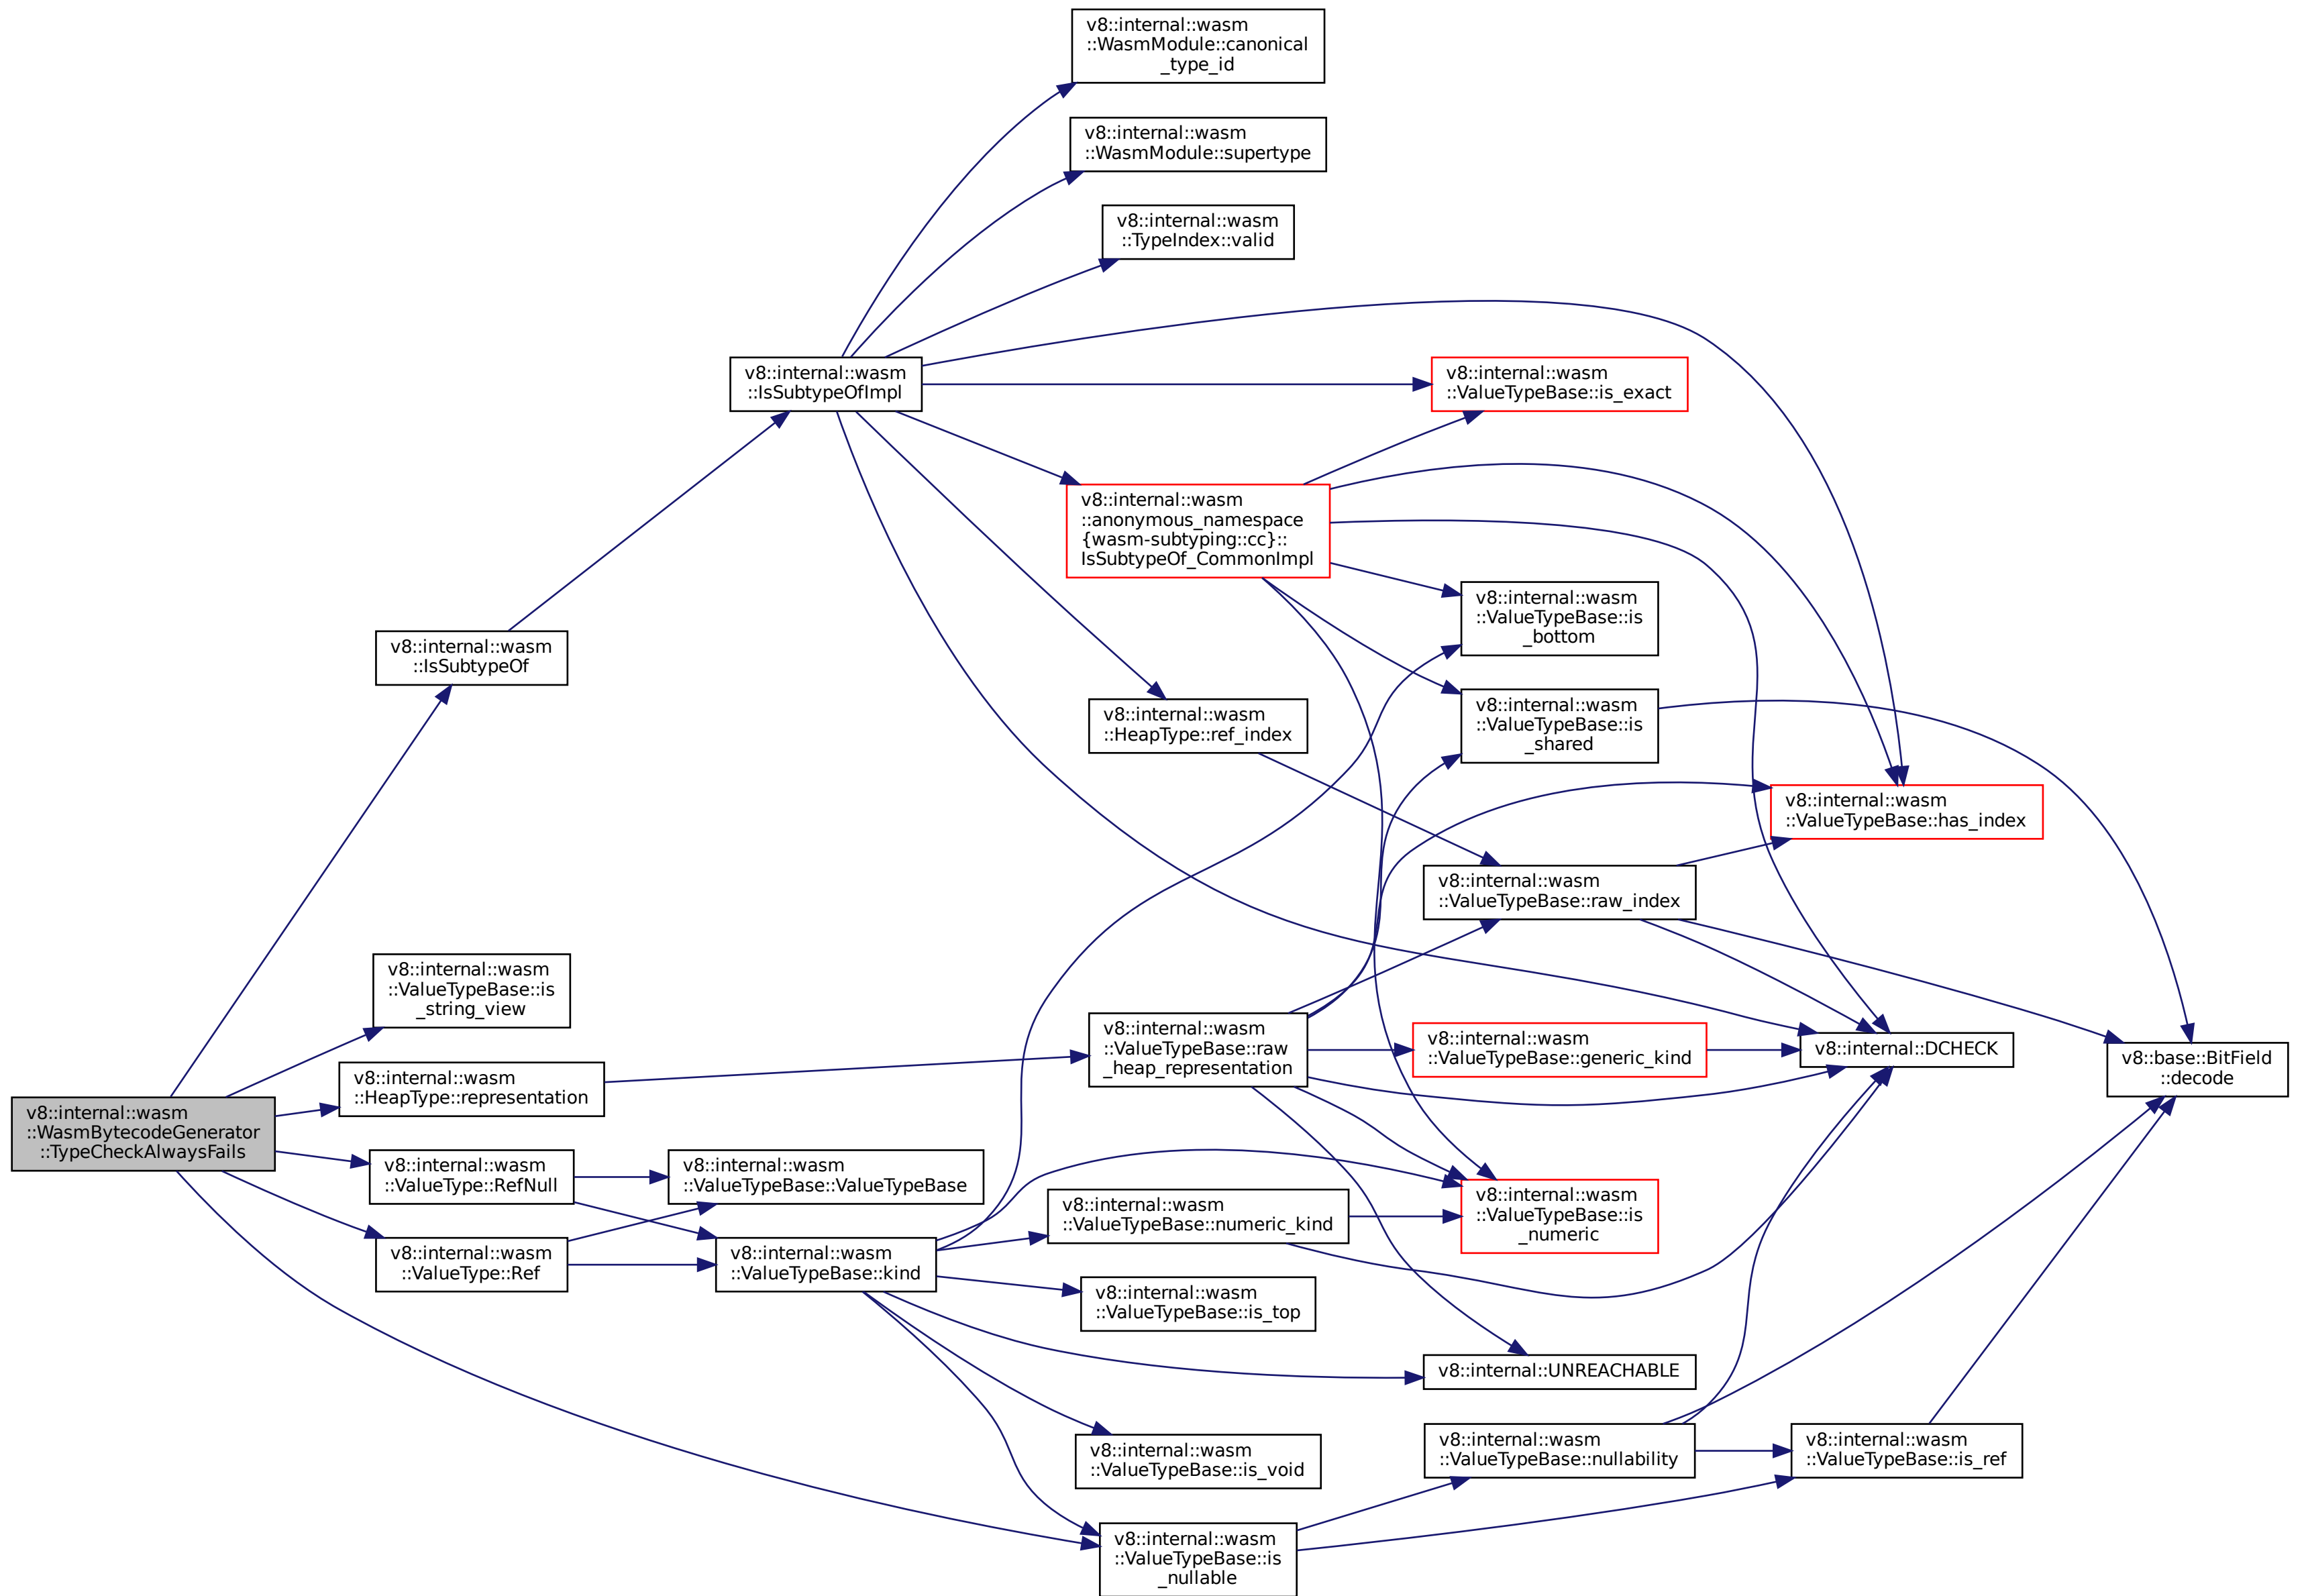 v8::internal::wasm
::WasmModule::canonical
_type_id
v8::internal::wasm
::WasmModule::supertype
v8::internal::wasm
::TypeIndex::valid
v8::internal::wasm
::IsSubtypeOfImpl
v8::internal::wasm
::ValueTypeBase::is_exact
v8::internal::wasm
::anonymous_namespace
{wasm-subtyping::cc}::
IsSubtypeOf_CommonImpl
v8::internal::wasm
::ValueTypeBase::is
_bottom
v8::internal::wasm
::IsSubtypeOf
v8::internal::wasm
::HeapType::ref_index
v8::internal::wasm
::ValueTypeBase::is
_shared
v8::internal::wasm
::ValueTypeBase::has_index
v8::internal::wasm
::ValueTypeBase::raw_index
v8::internal::wasm
::ValueTypeBase::is
_string_view
v8::internal::wasm
::ValueTypeBase::raw
_heap_representation
v8::internal::wasm
::ValueTypeBase::generic_kind
v8::internal::DCHECK
v8::base::BitField
::decode
v8::internal::wasm
::HeapType::representation
v8::internal::wasm
::WasmBytecodeGenerator
::TypeCheckAlwaysFails
v8::internal::wasm
::ValueType::RefNull
v8::internal::wasm
::ValueTypeBase::ValueTypeBase
v8::internal::wasm
::ValueTypeBase::numeric_kind
v8::internal::wasm
::ValueTypeBase::is
_numeric
v8::internal::wasm
::ValueType::Ref
v8::internal::wasm
::ValueTypeBase::kind
v8::internal::wasm
::ValueTypeBase::is_top
v8::internal::UNREACHABLE
v8::internal::wasm
::ValueTypeBase::is_void
v8::internal::wasm
::ValueTypeBase::nullability
v8::internal::wasm
::ValueTypeBase::is_ref
v8::internal::wasm
::ValueTypeBase::is
_nullable